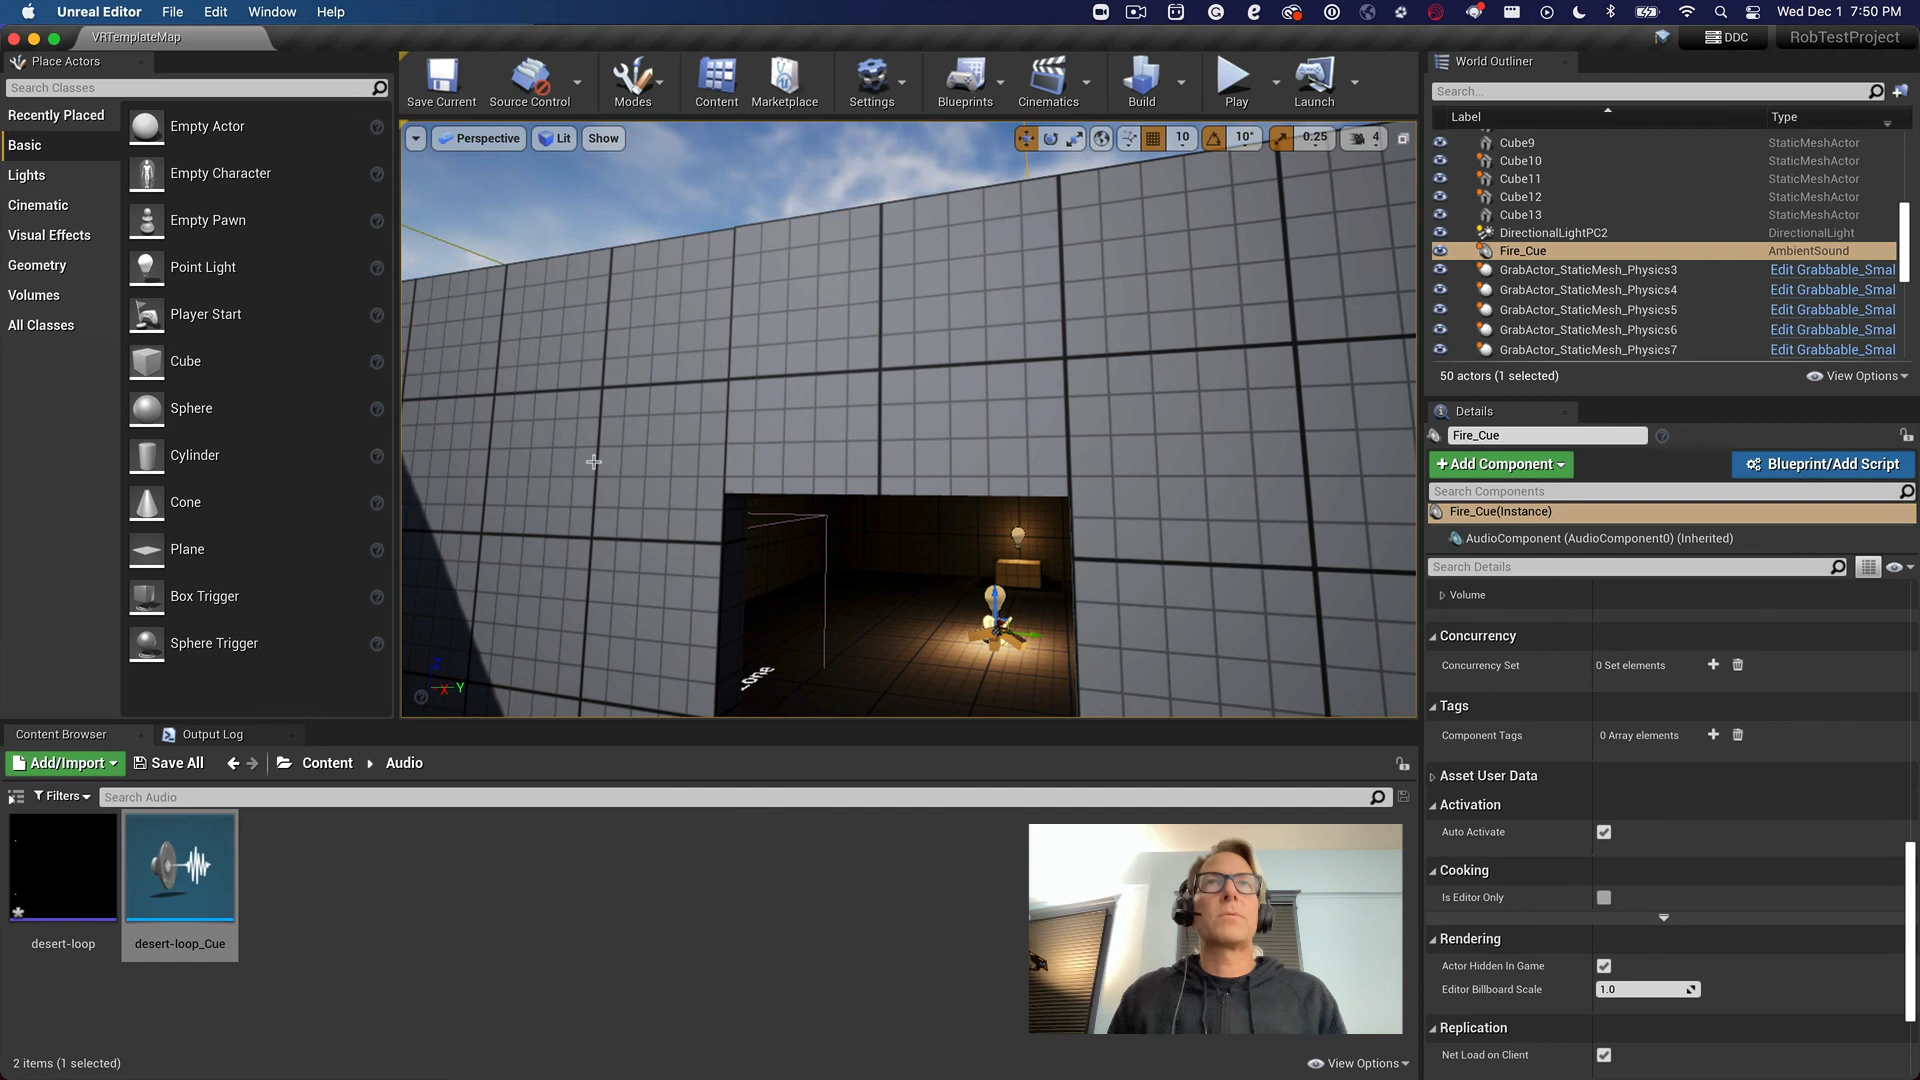 Unreal Editor File Edit Window Help
Wed Dec 1 7:50 PM
VRTemplateMap
DDC
RobTestProject
Place Actors
Search Classes
Recently Placed
Basic
Lights
Cinematic
Visual Effects
Geometry
Volumes
All Classes
Empty Actor
Empty Character
Empty Pawn
Point Light
Player Start
Cube
Sphere
Cylinder
Cone
Plane
Box Trigger
Sphere Trigger
Save Current
Source Control
Modes
Content
Marketplace
Settings
Blueprints
Cinematics
Build
Play
Launch
Perspective Lit Show
10 10° 0.25 4
Z
X Y
World Outliner
Search...
Label Type
Cube9 StaticMeshActor
Cube10 StaticMeshActor
Cube11 StaticMeshActor
Cube12 StaticMeshActor
Cube13 StaticMeshActor
DirectionalLightPC2 DirectionalLight
Fire_Cue AmbientSound
GrabActor_StaticMesh_Physics3 Edit Grabbable_Smal
GrabActor_StaticMesh_Physics4 Edit Grabbable_Smal
GrabActor_StaticMesh_Physics5 Edit Grabbable_Smal
GrabActor_StaticMesh_Physics6 Edit Grabbable_Smal
GrabActor_StaticMesh_Physics7 Edit Grabbable_Smal
50 actors (1 selected) View Options
Details
Fire_Cue
+Add Component Blueprint/Add Script
Search Components
Fire_Cue(Instance)
AudioComponent (AudioComponent0) (Inherited)
Search Details
Volume
Concurrency
Concurrency Set 0 Set elements
Tags
Component Tags 0 Array elements
Asset User Data
Activation
Auto Activate
Cooking
Is Editor Only
Rendering
Actor Hidden In Game
Editor Billboard Scale 1.0
Replication
Net Load on Client
Content Browser Output Log
Add/Import Save All Content Audio
Filters Search Audio
desert-loop
desert-loop_Cue
2 items (1 selected)
View Options